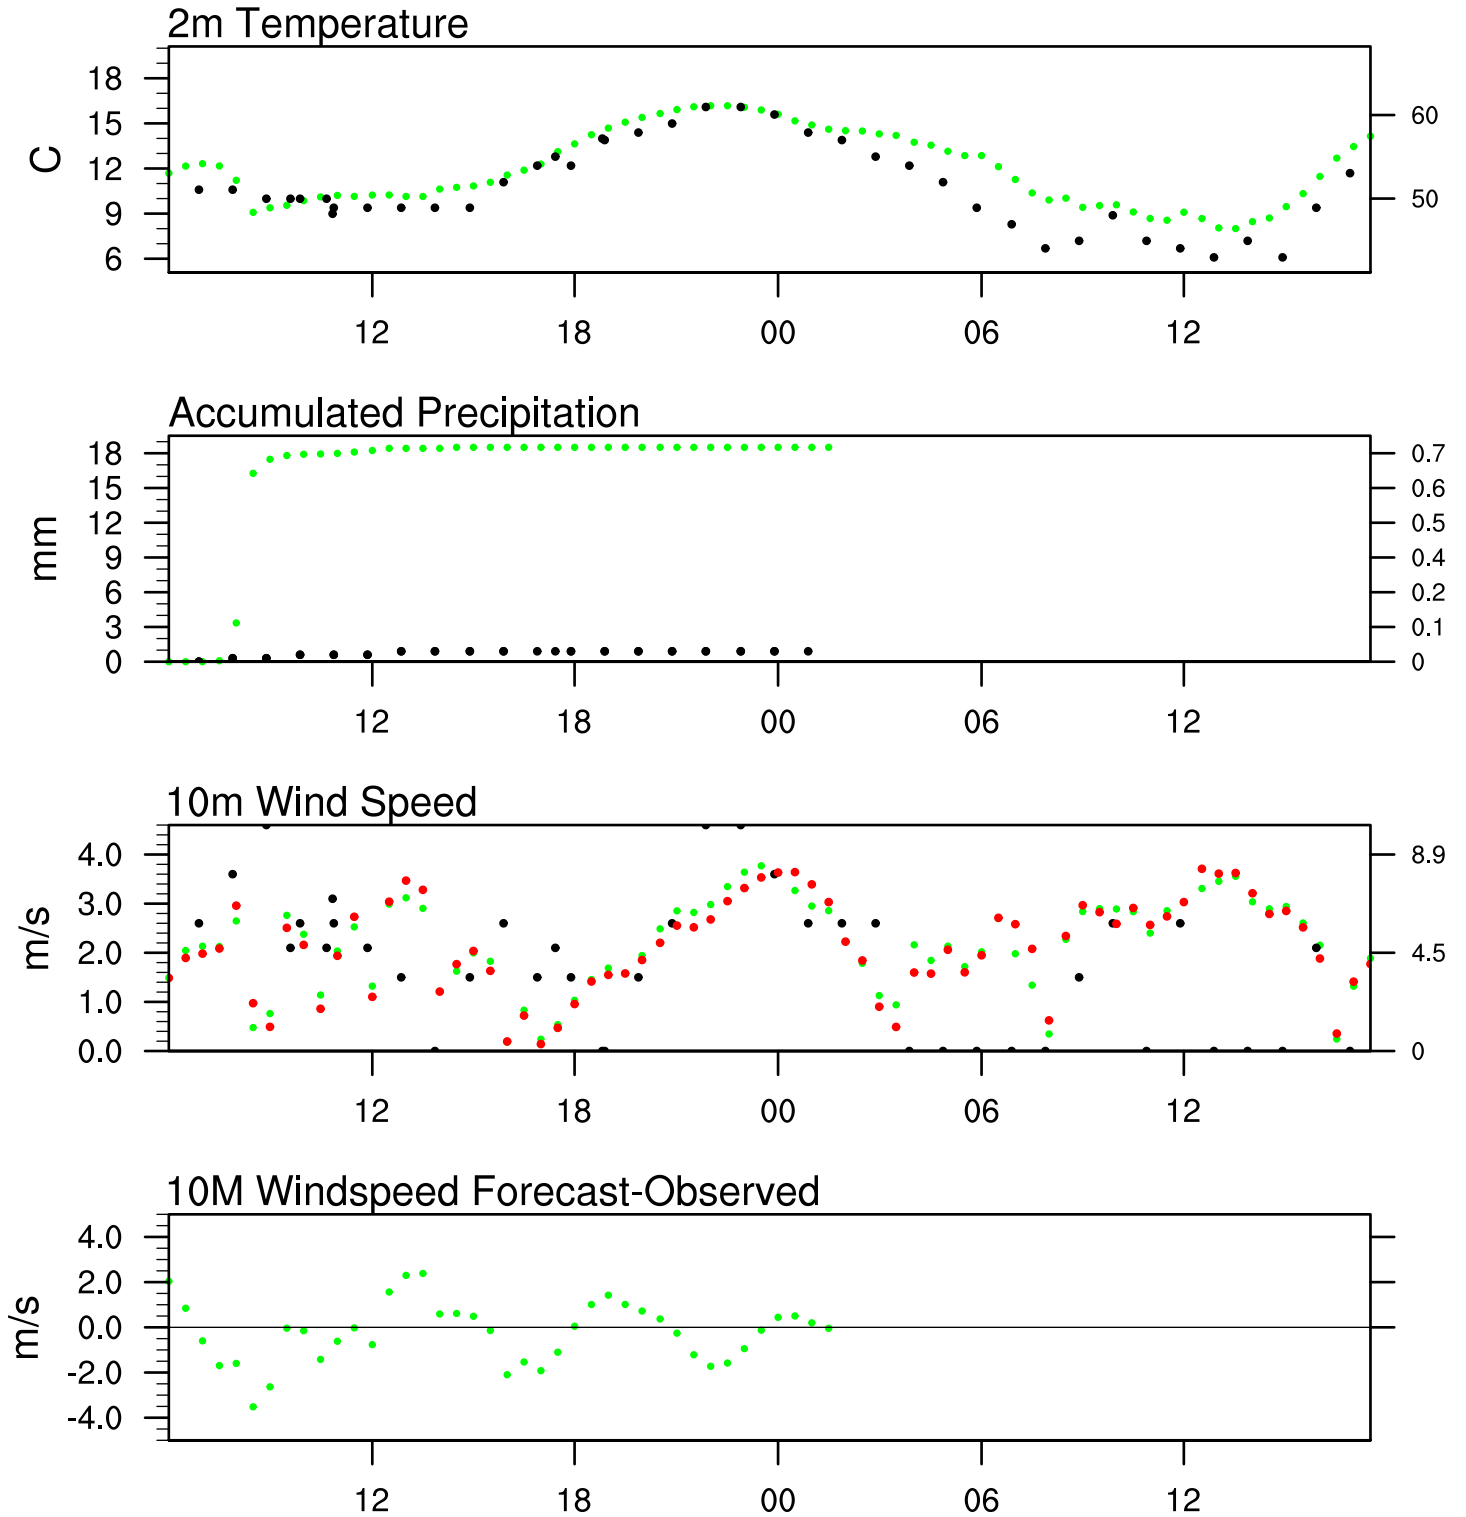 2m Temperature
18
15
12
9
6
C
60
50
12 18 00 06 12
Accumulated Precipitation
18
15
12
9
6
3
0
mm
0.7
0.6
0.5
0.4
0.2
0.1
0
12 18 00 06 12
10m Wind Speed
4.0
3.0
2.0
1.0
0.0
m/s
8.9
4.5
0
12 18 00 06 12
10M Windspeed Forecast-Observed
4.0
2.0
0.0
-2.0
-4.0
m/s
12 18 00 06 12